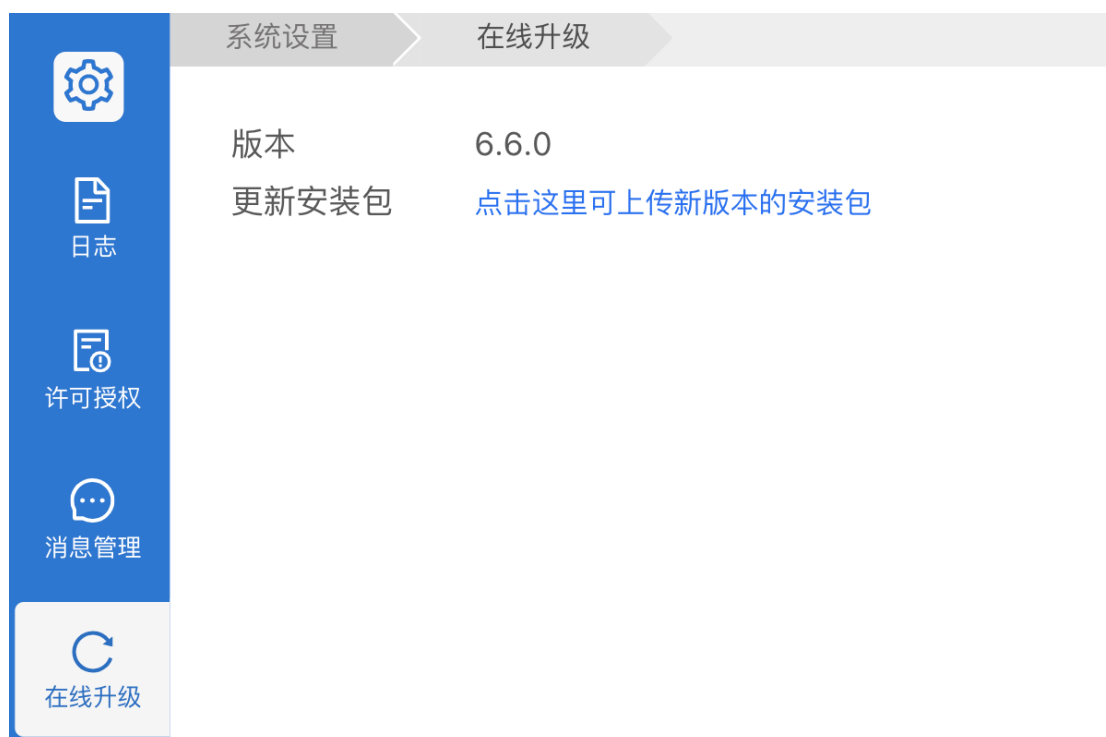 系统设置
在线升级
版本
6.6.0
更新安装包
点击这里可上传新版本的安装包
日志
许可授权
消息管理
在线升级